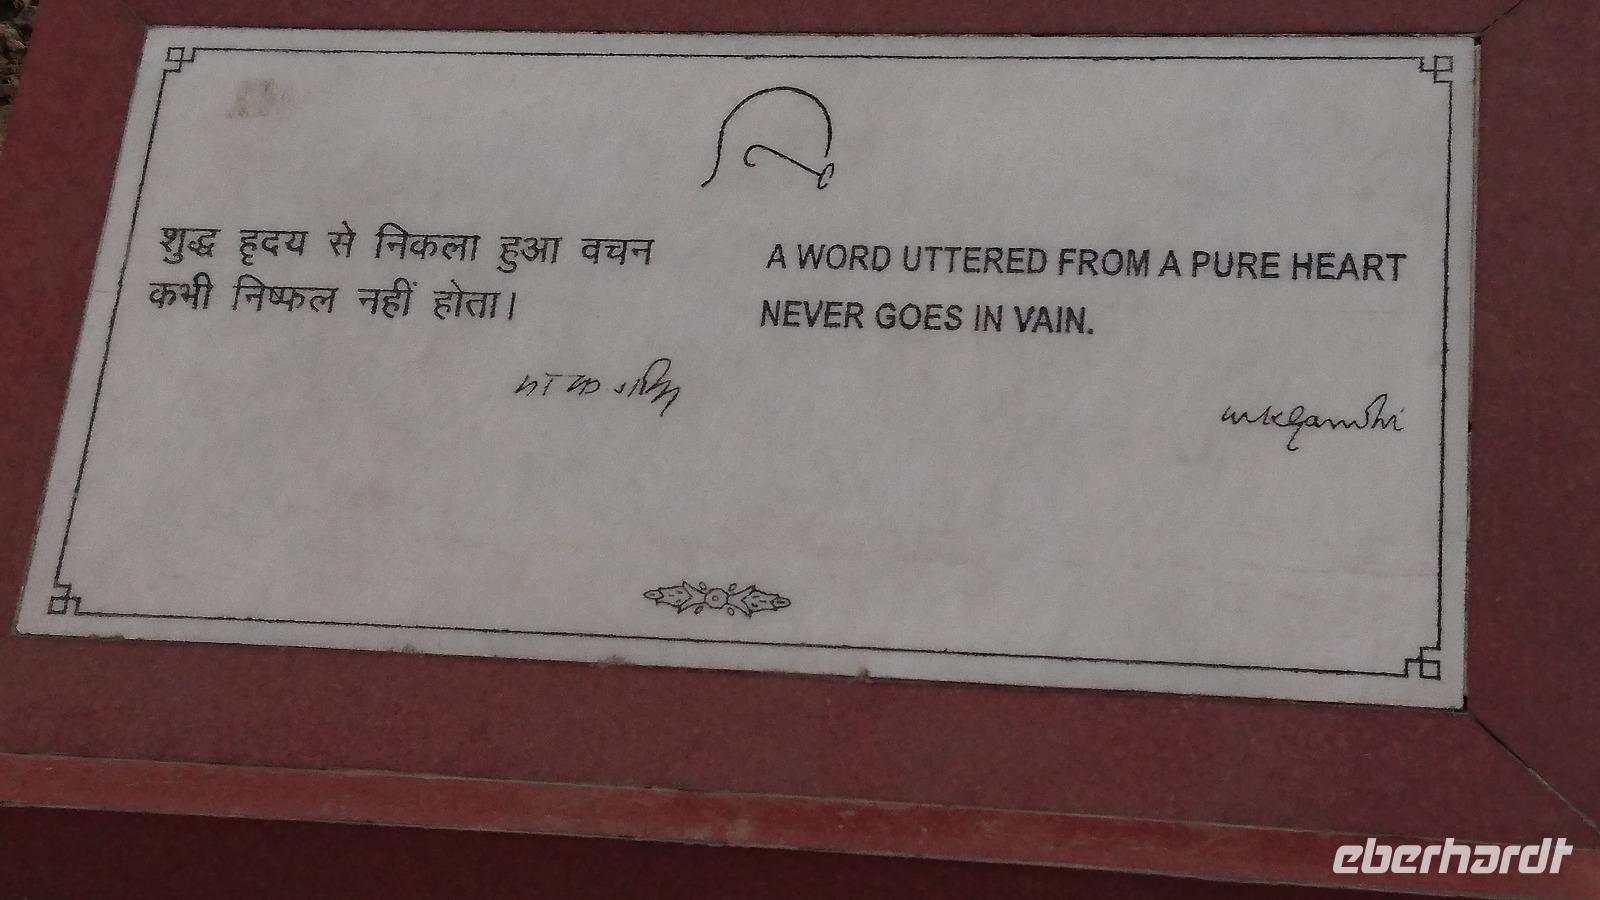 शुद्ध हृदय से निकला हुआ वचन
कभी निष्फल नहीं होता।
A WORD UTTERED FROM A PURE HEART
NEVER GOES IN VAIN.
mkgandhi
eberhardt